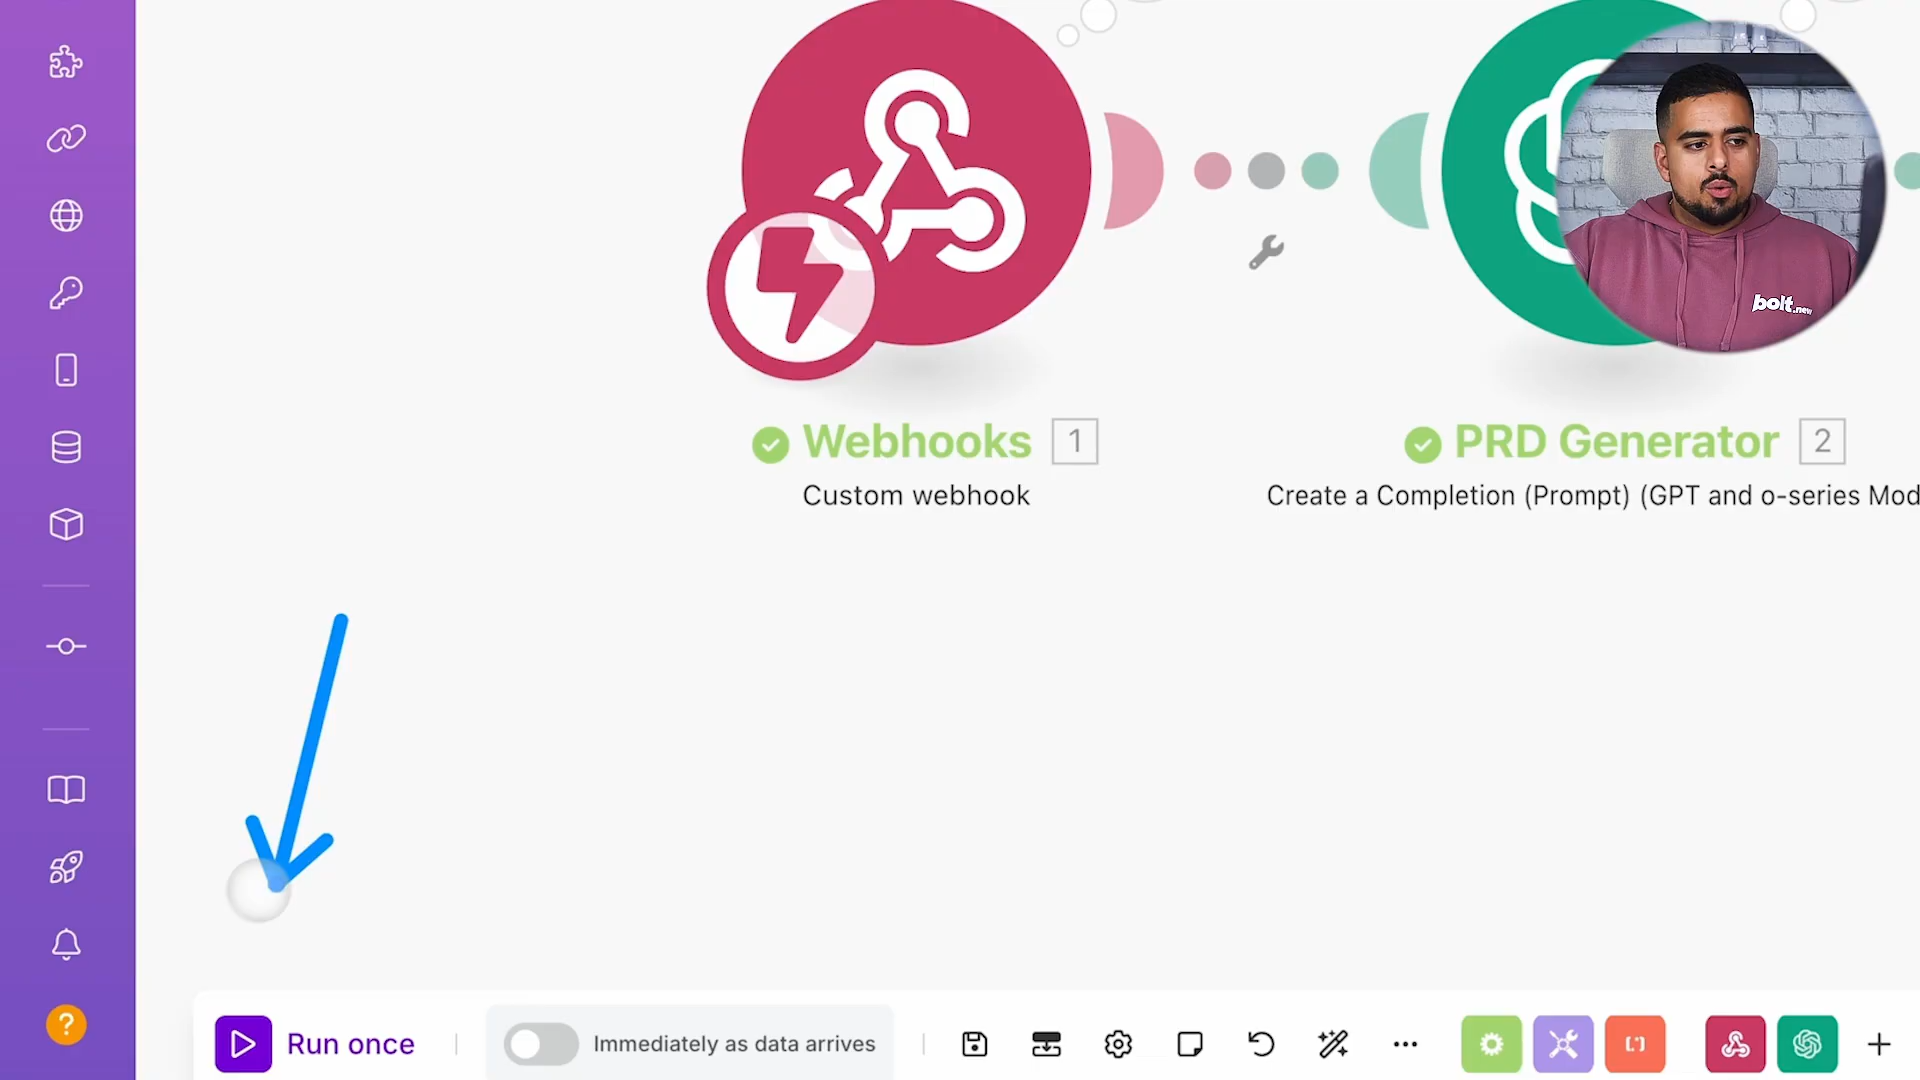 bolt.new
Webhooks 1
Custom webhook
PRD Generator 2
Create a Completion (Prompt) (GPT and o-series Mod
?
Run once
Immediately as data arrives